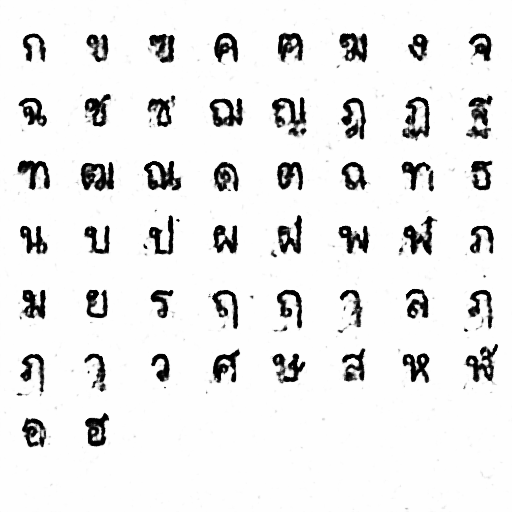 ก ข ฃ ค ฅ ฆ ง จ
ฉ ช ซ ฌ ญ ฎ ฏ ฐ
ฑ ฒ ณ ด ต ถ ท ธ
น บ ป ผ ฝ พ ฟ ภ
ม ย ร ฤ ฤ ว ล ฦ
ฦ ว ว ศ ษ ส ห ฬ
อ ฮ